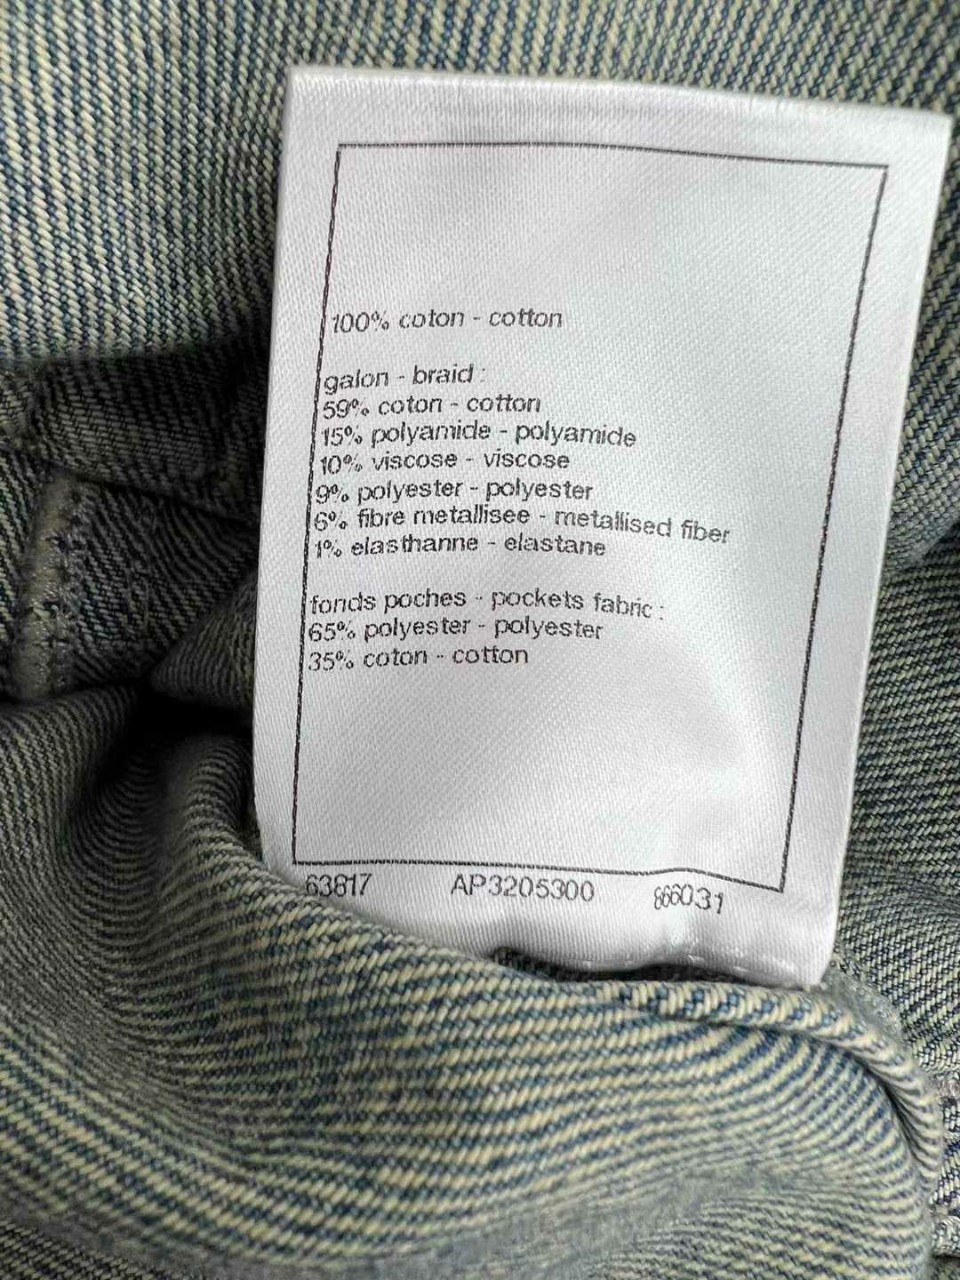 100% coton - cotton
galon - braid :
59% coton - cotton
15% polyamide - polyamide
10% viscose - viscose
9% polyester - polyester
6% fibre metallisee - metallised fiber
1% elasthanne - elastane
fonds poches - pockets fabric :
65% polyester - polyester
35% coton - cotton
63817 AP3205300 866031